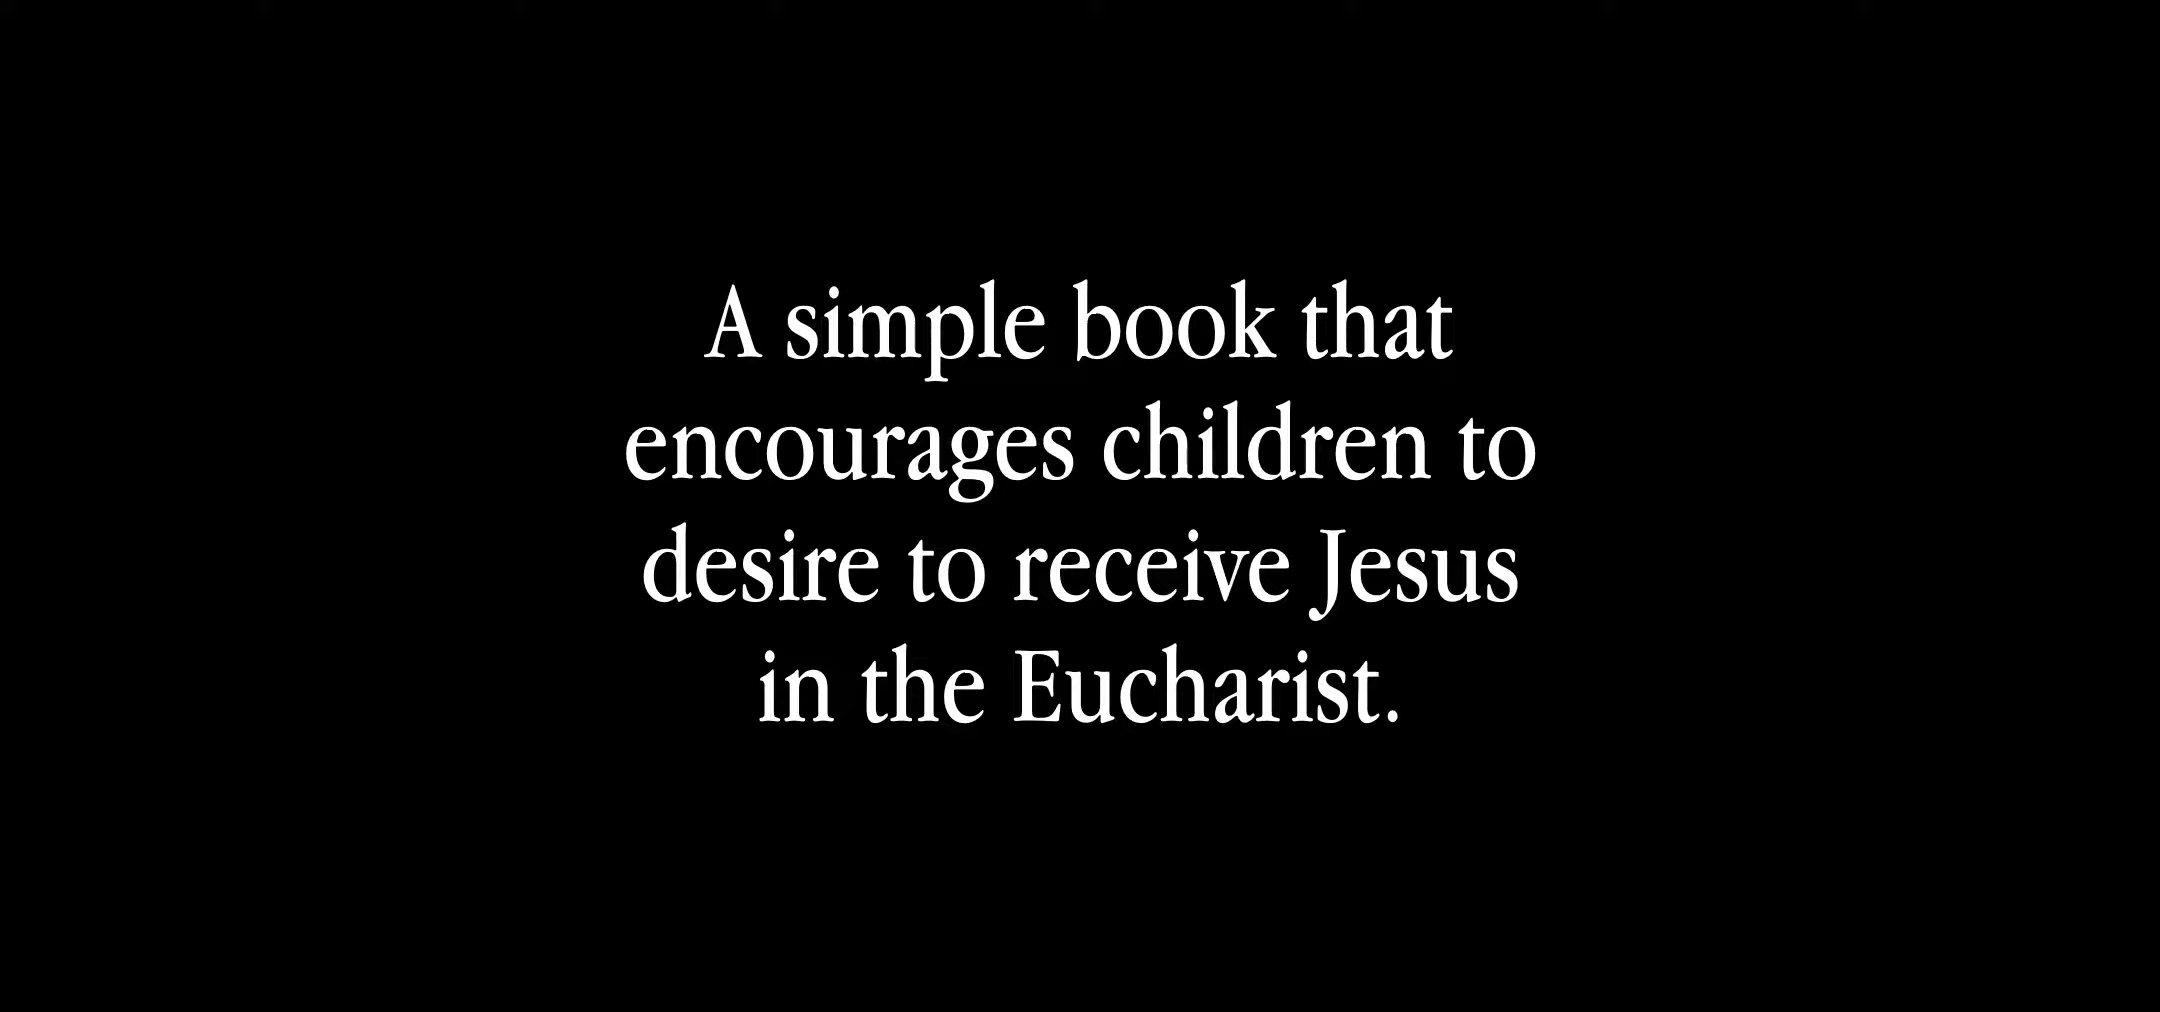 A simple book that
encourages children to
desire to receive Jesus
in the Eucharist.